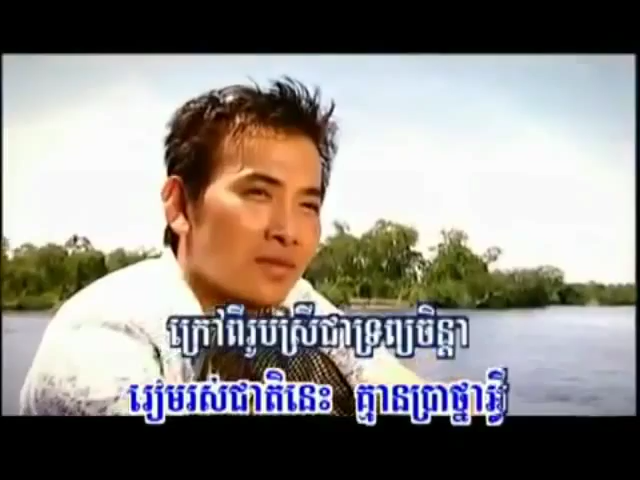 ក្រៅពីរូបស្រីជាទ្រព្យចិន្តា
រៀមរស់ជាតិនេះ គ្មានប្រាថ្នាអ្វី